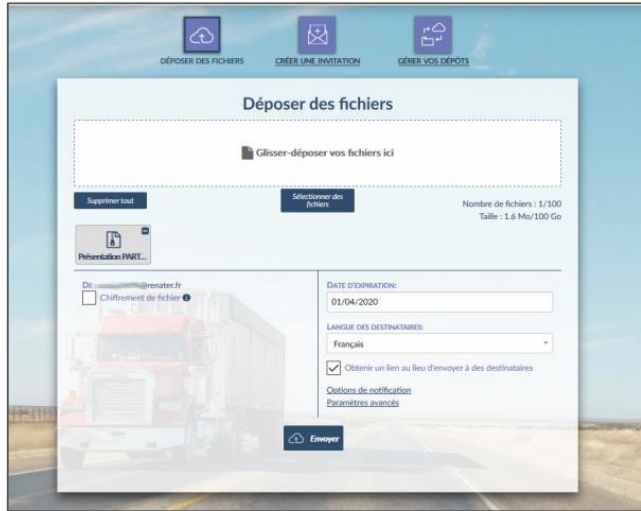 DÉPOSER DES FICHIERS
CRÉER UNE INVITATION
GÉRER VOS DÉPÔTS
Déposer des fichiers
Glisser-déposer vos fichiers ici
Supprimer tout
Sélectionner des
fichiers
Nombre de fichiers : 1/100
Taille : 1.6 Mo/100 Go
Présentation PART...
DE @renater.fr
Chiffrement de fichier
DATE D'EXPIRATION:
01/04/2020
LANGUE DES DESTINATAIRES:
Français
Obtenir un lien au lieu d'envoyer à des destinataires
Options de notification
Paramètres avancés
Envoyer